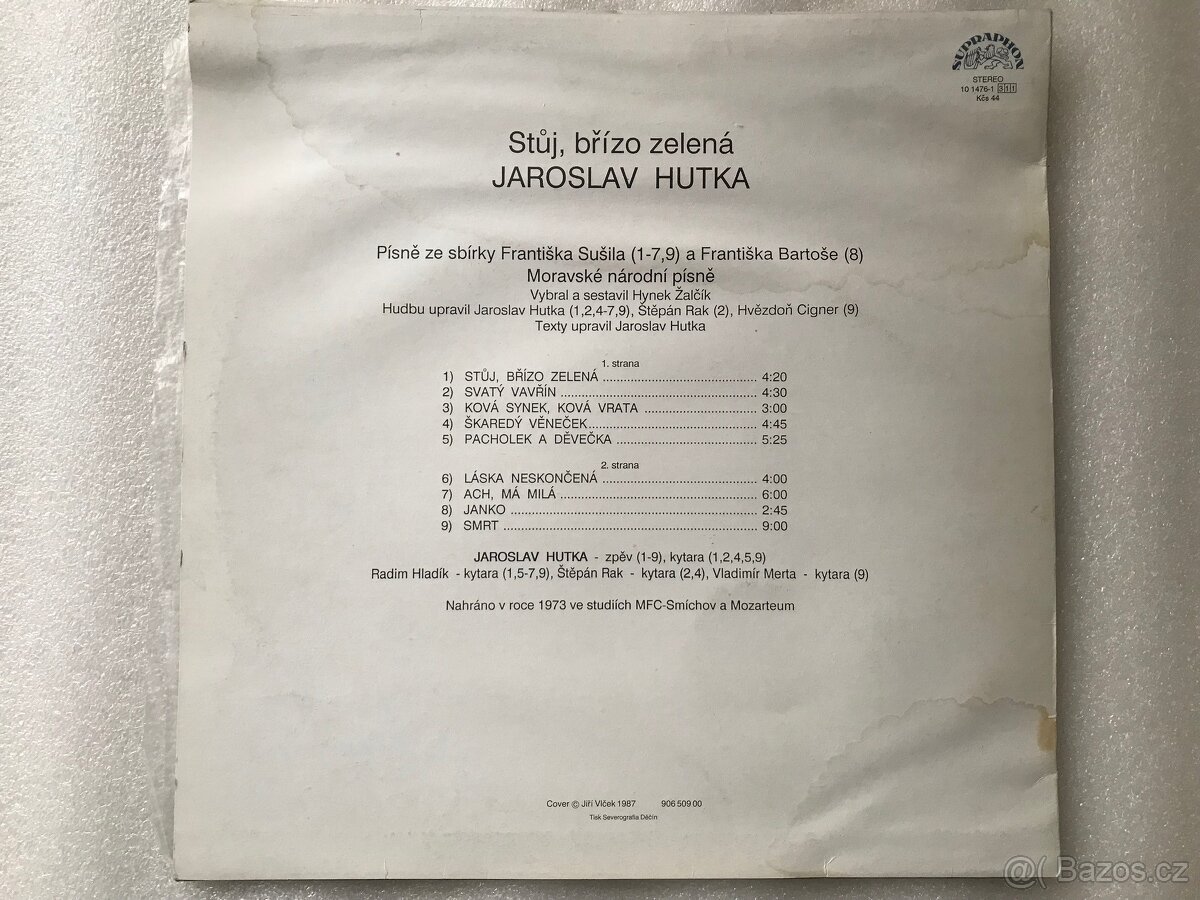 SUPRAPHON
STEREO
10 1476-1 311
Kčs 44
Stůj, břízo zelená
JAROSLAV HUTKA
Písně ze sbírky Františka Sušila (1-7,9) a Františka Bartoše (8)
Moravské národní písně
Vybral a sestavil Hynek Žalčík
Hudbu upravil Jaroslav Hutka (1,2,4-7,9), Štěpán Rak (2), Hvězdoň Cigner (9)
Texty upravil Jaroslav Hutka
1. strana
1) STŮJ, BŘÍZO ZELENÁ ........ 4:20
2) SVATÝ VAVŘÍN ........ 4:30
3) KOVÁ SYNEK, KOVÁ VRATA ........ 3:00
4) ŠKAREDÝ VĚNEČEK ........ 4:45
5) PACHOLEK A DĚVEČKA ........ 5:25
2. strana
6) LÁSKA NESKONČENÁ ........ 4:00
7) ACH, MÁ MILÁ ........ 6:00
8) JANKO ........ 2:45
9) SMRT ........ 9:00
JAROSLAV HUTKA - zpěv (1-9), kytara (1,2,4,5,9)
Radim Hladík - kytara (1,5-7,9), Štěpán Rak - kytara (2,4), Vladimír Merta - kytara (9)
Nahráno v roce 1973 ve studiích MFC-Smíchov a Mozarteum
Cover © Jiří Vlček 1987 906 509 00
Tisk Severografia Děčín
@( Bazos.cz